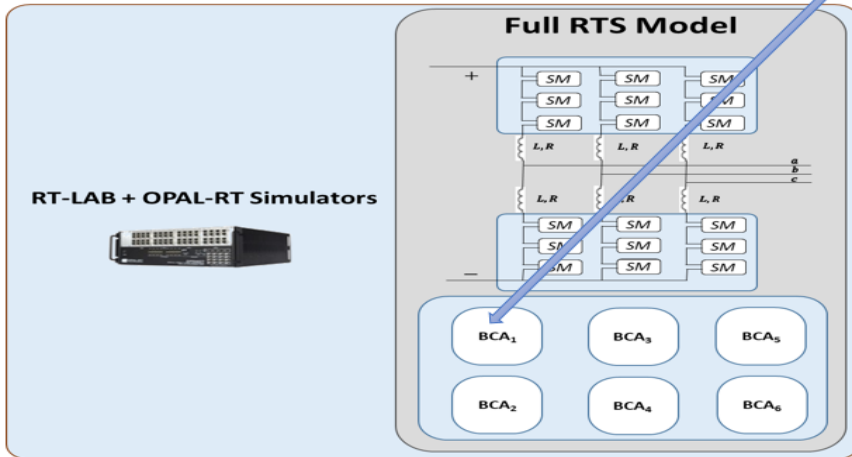 Full RTS Model
+
SM SM SM
SM SM SM
SM SM SM
L, R L, R L, R
a
b
c
RT-LAB + OPAL-RT Simulators
L, R L, R L, R
SM SM SM
SM SM SM
SM SM SM
−
BCA₁ BCA₃ BCA₅
BCA₂ BCA₄ BCA₆